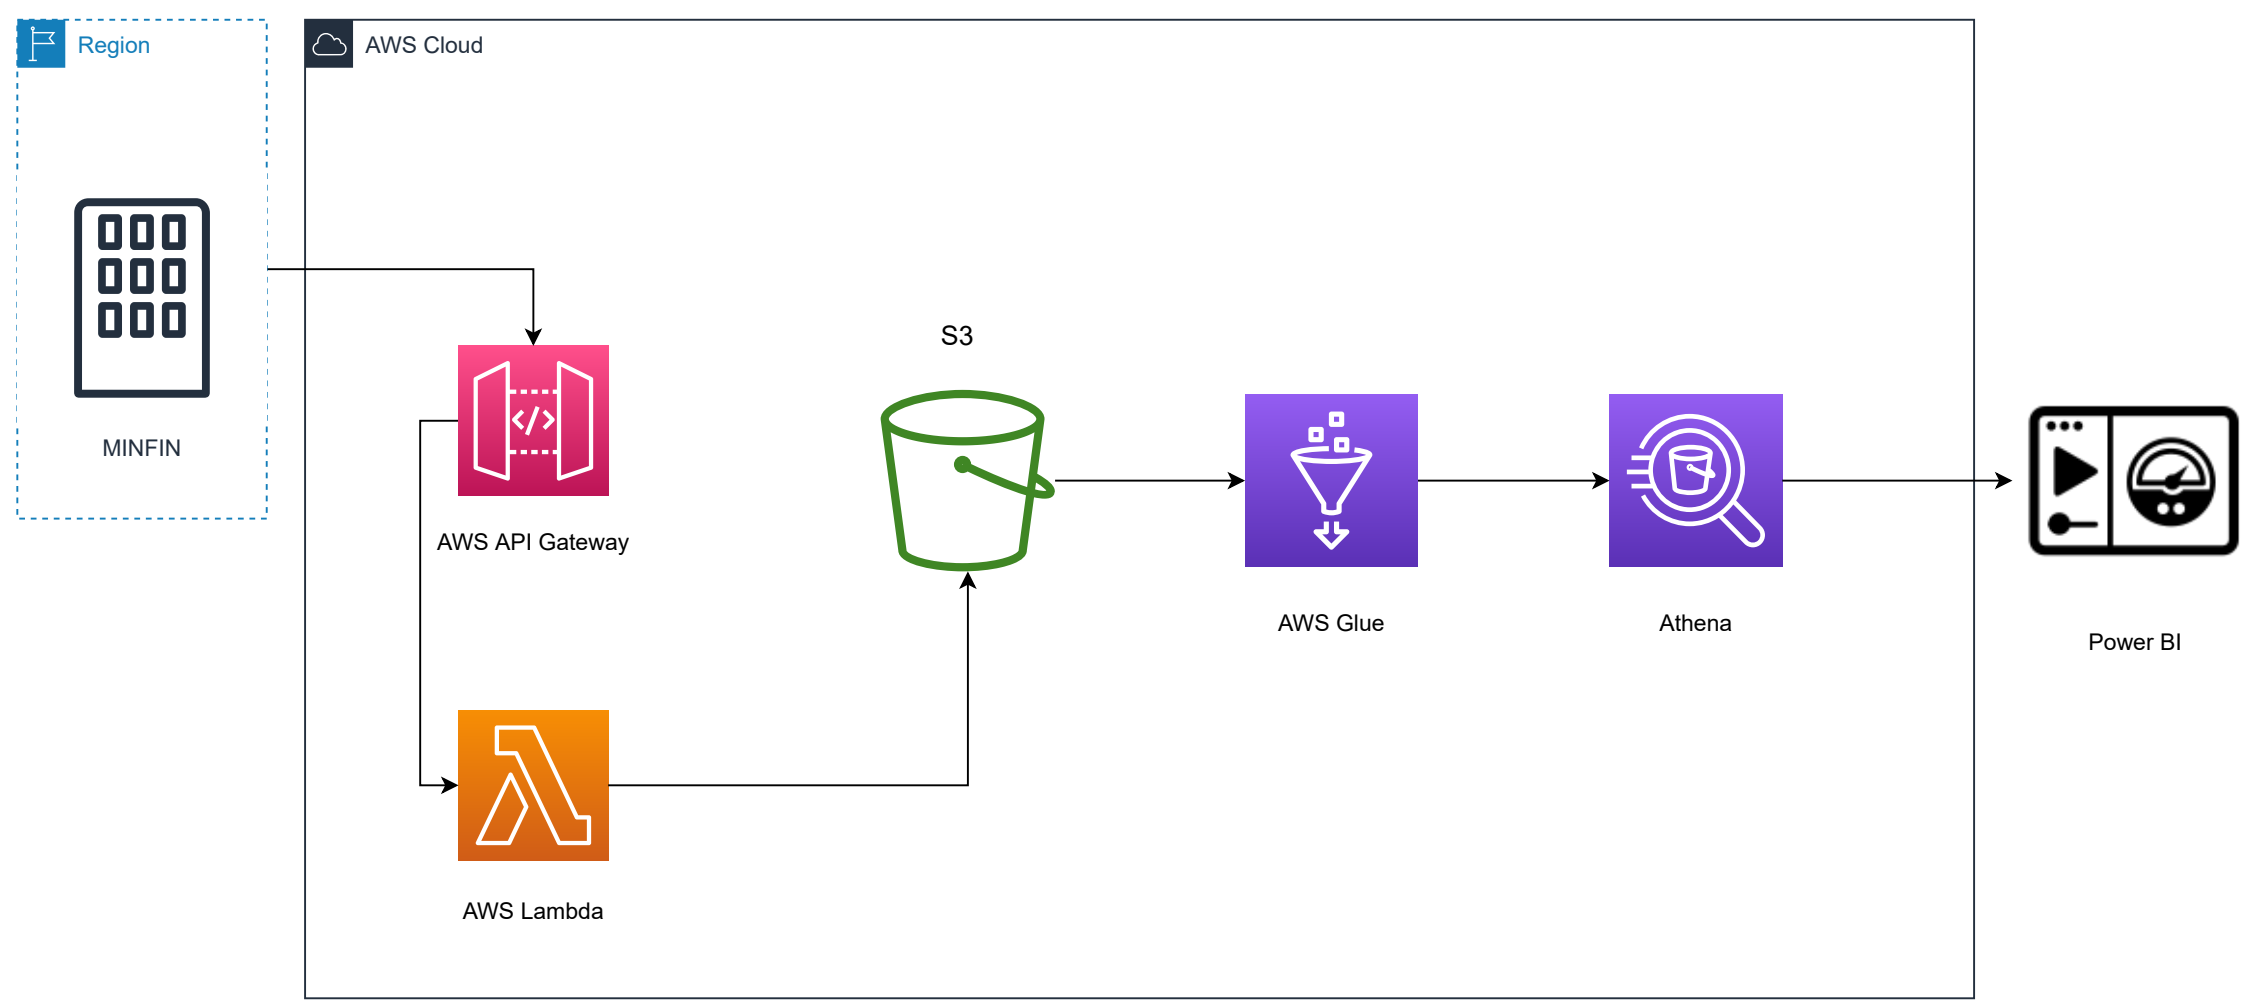 Region
AWS Cloud
MINFIN
S3
AWS API Gateway
AWS Glue
Athena
Power BI
AWS Lambda